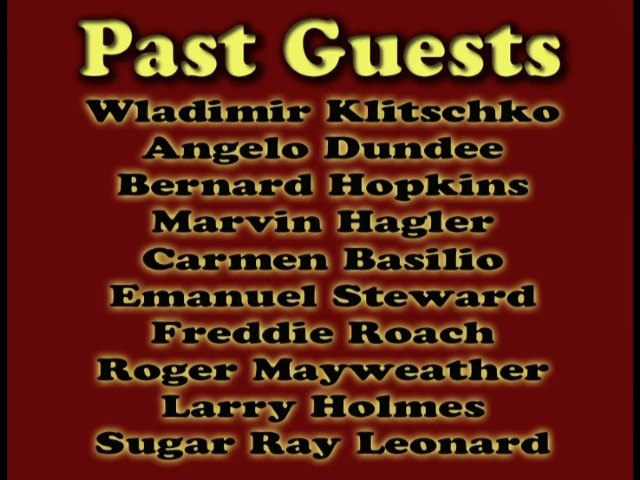 Past Guests
Wladimir Klitschko
Angelo Dundee
Bernard Hopkins
Marvin Hagler
Carmen Basilio
Emanuel Steward
Freddie Roach
Roger Mayweather
Larry Holmes
Sugar Ray Leonard